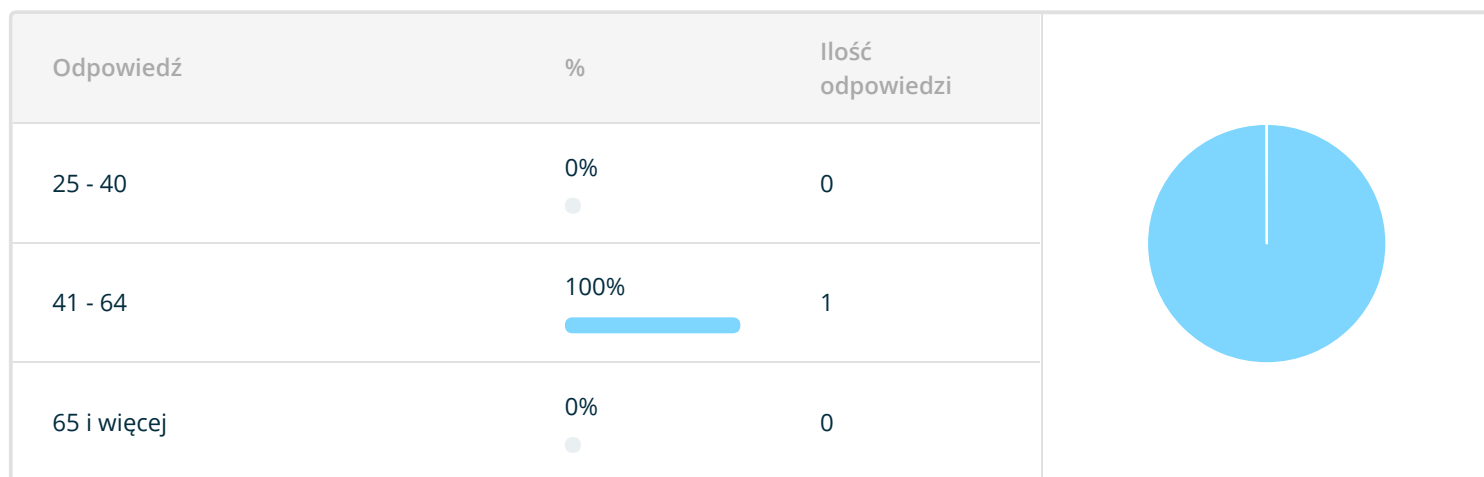 Odpowiedź % Ilość
odpowiedzi
25 - 40 0% 0
41 - 64 100% 1
65 i więcej 0% 0